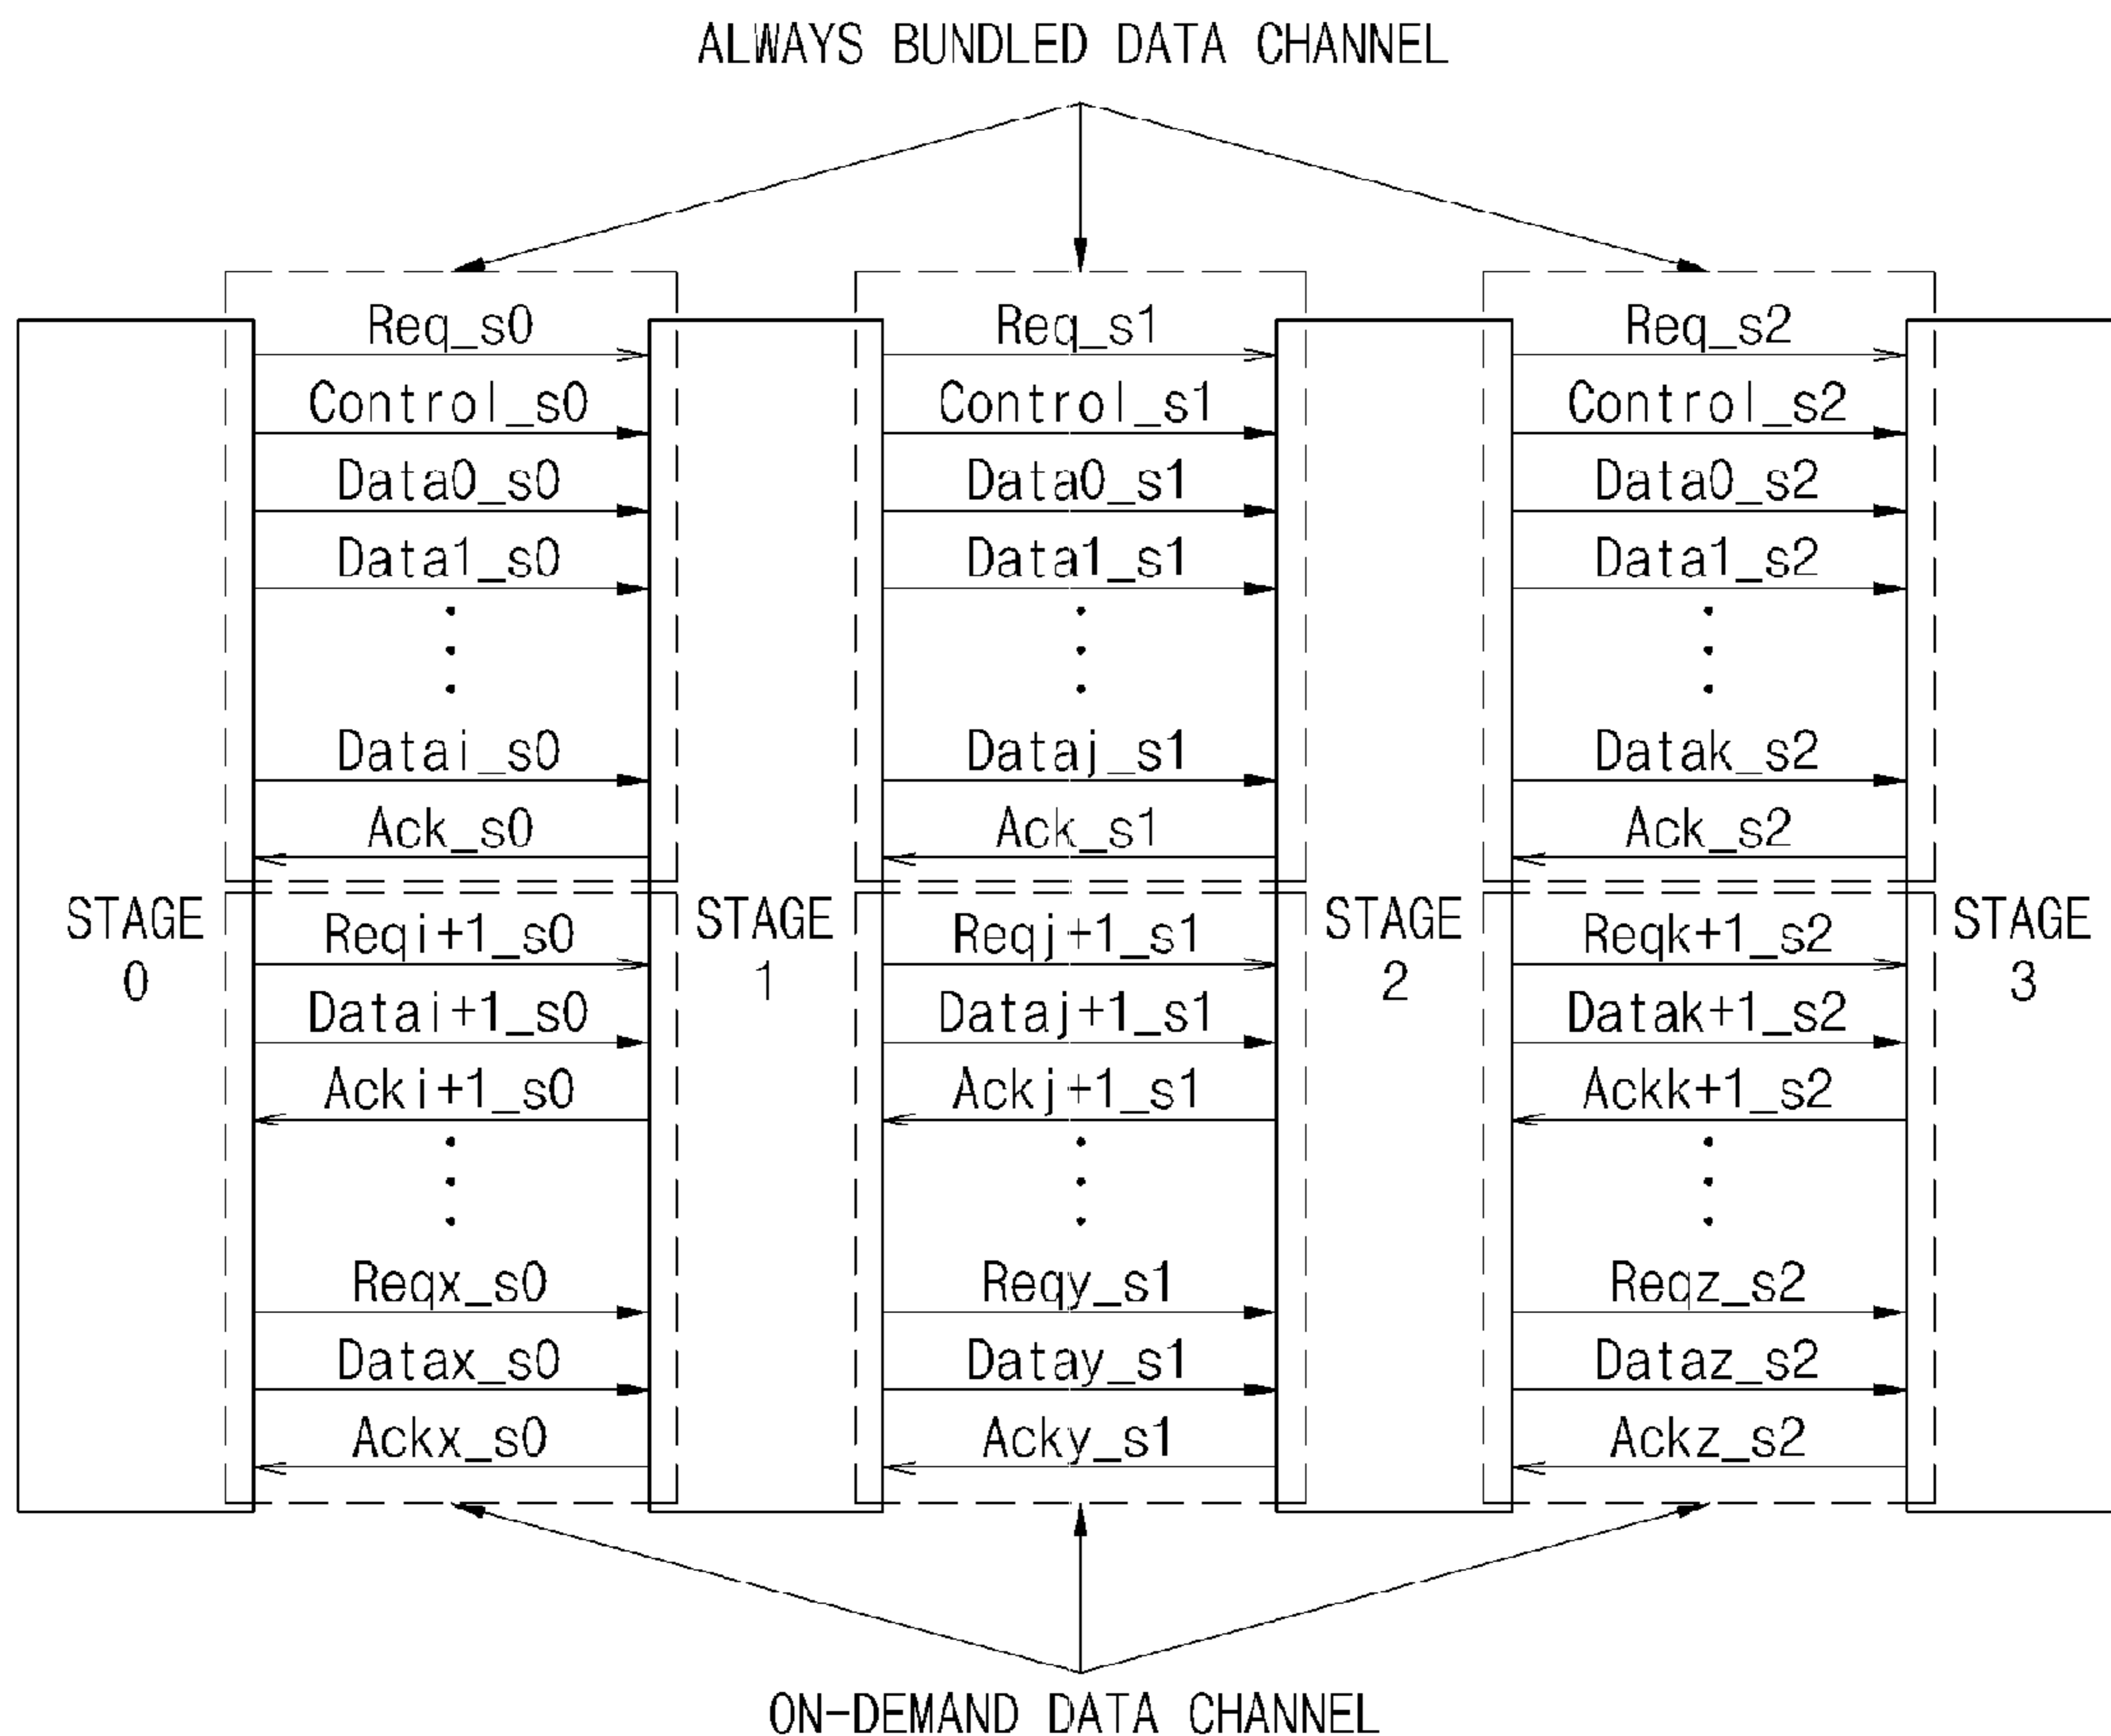 ALWAYS BUNDLED DATA CHANNEL
Req_s0 Req_s1 Req_s2
Control_s0 Control_s1 Control_s2
Data0_s0 Data0_s1 Data0_s2
Data1_s0 Data1_s1 Data1_s2
Datai_s0 Dataj_s1 Datak_s2
Ack_s0 Ack_s1 Ack_s2
STAGE 0 STAGE 1 STAGE 2 STAGE 3
Reqi+1_s0 Reqj+1_s1 Reqk+1_s2
Datai+1_s0 Dataj+1_s1 Datak+1_s2
Acki+1_s0 Ackj+1_s1 Ackk+1_s2
Reqx_s0 Reqy_s1 Reqz_s2
Datax_s0 Datay_s1 Dataz_s2
Ackx_s0 Acky_s1 Ackz_s2
ON-DEMAND DATA CHANNEL